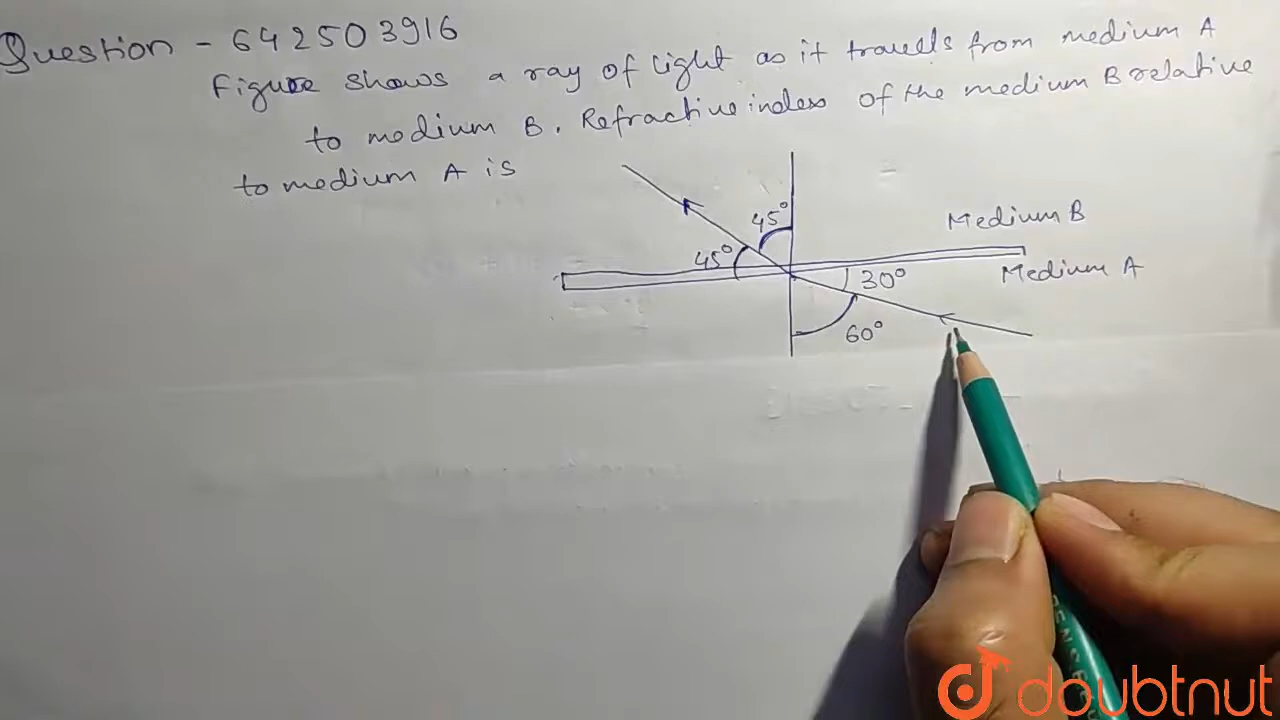 Question - 642503916
Figure shows a ray of light as it travells from medium A
to medium B. Refractive index of the medium B relative
to medium A is
45°
45°
Medium B
Medium A
30°
60°
doubtnut